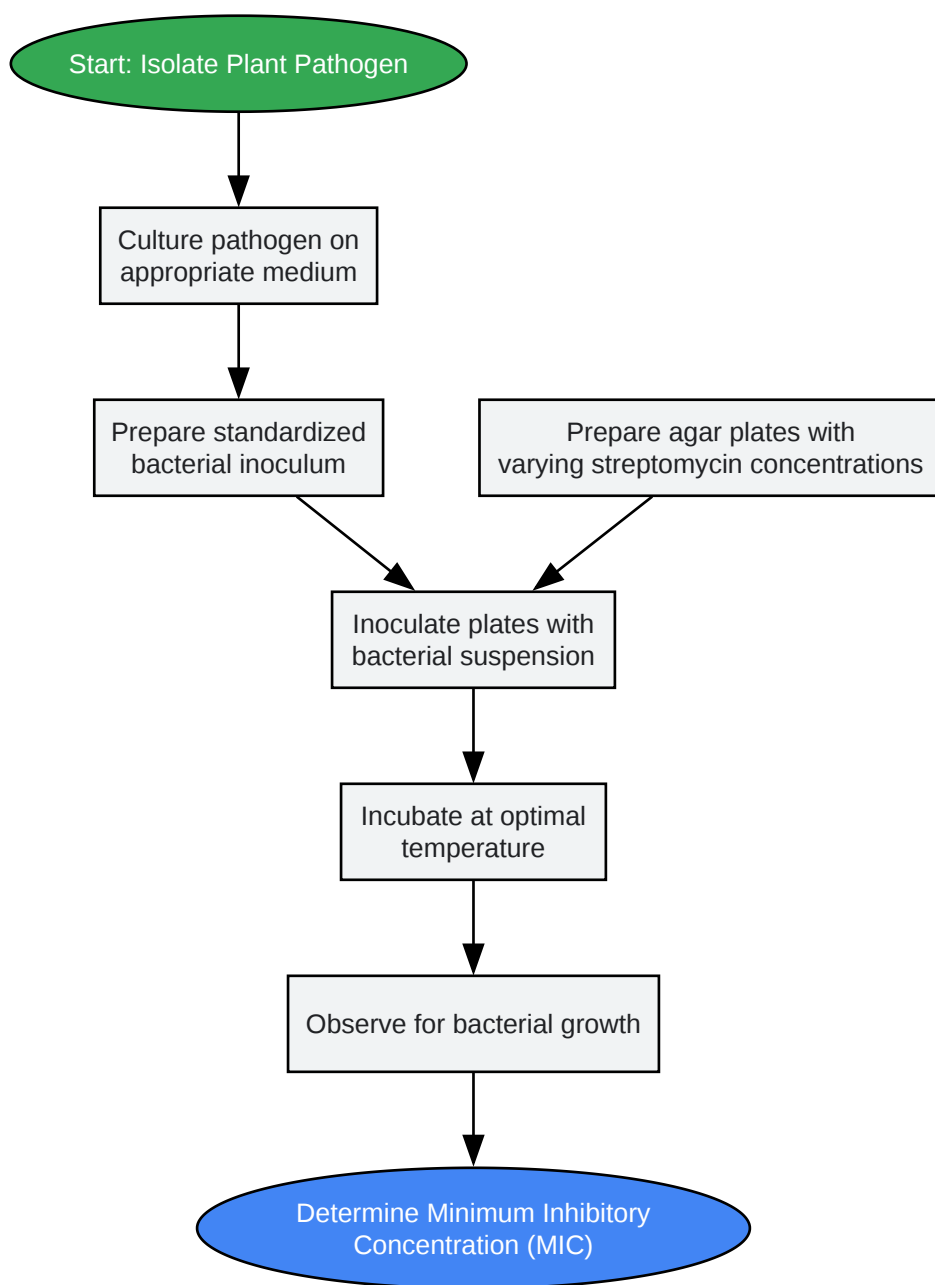 Start: Isolate Plant Pathogen
Culture pathogen on
appropriate medium
Prepare standardized
bacterial inoculum
Prepare agar plates with
varying streptomycin concentrations
Inoculate plates with
bacterial suspension
Incubate at optimal
temperature
Observe for bacterial growth
Determine Minimum Inhibitory
Concentration (MIC)